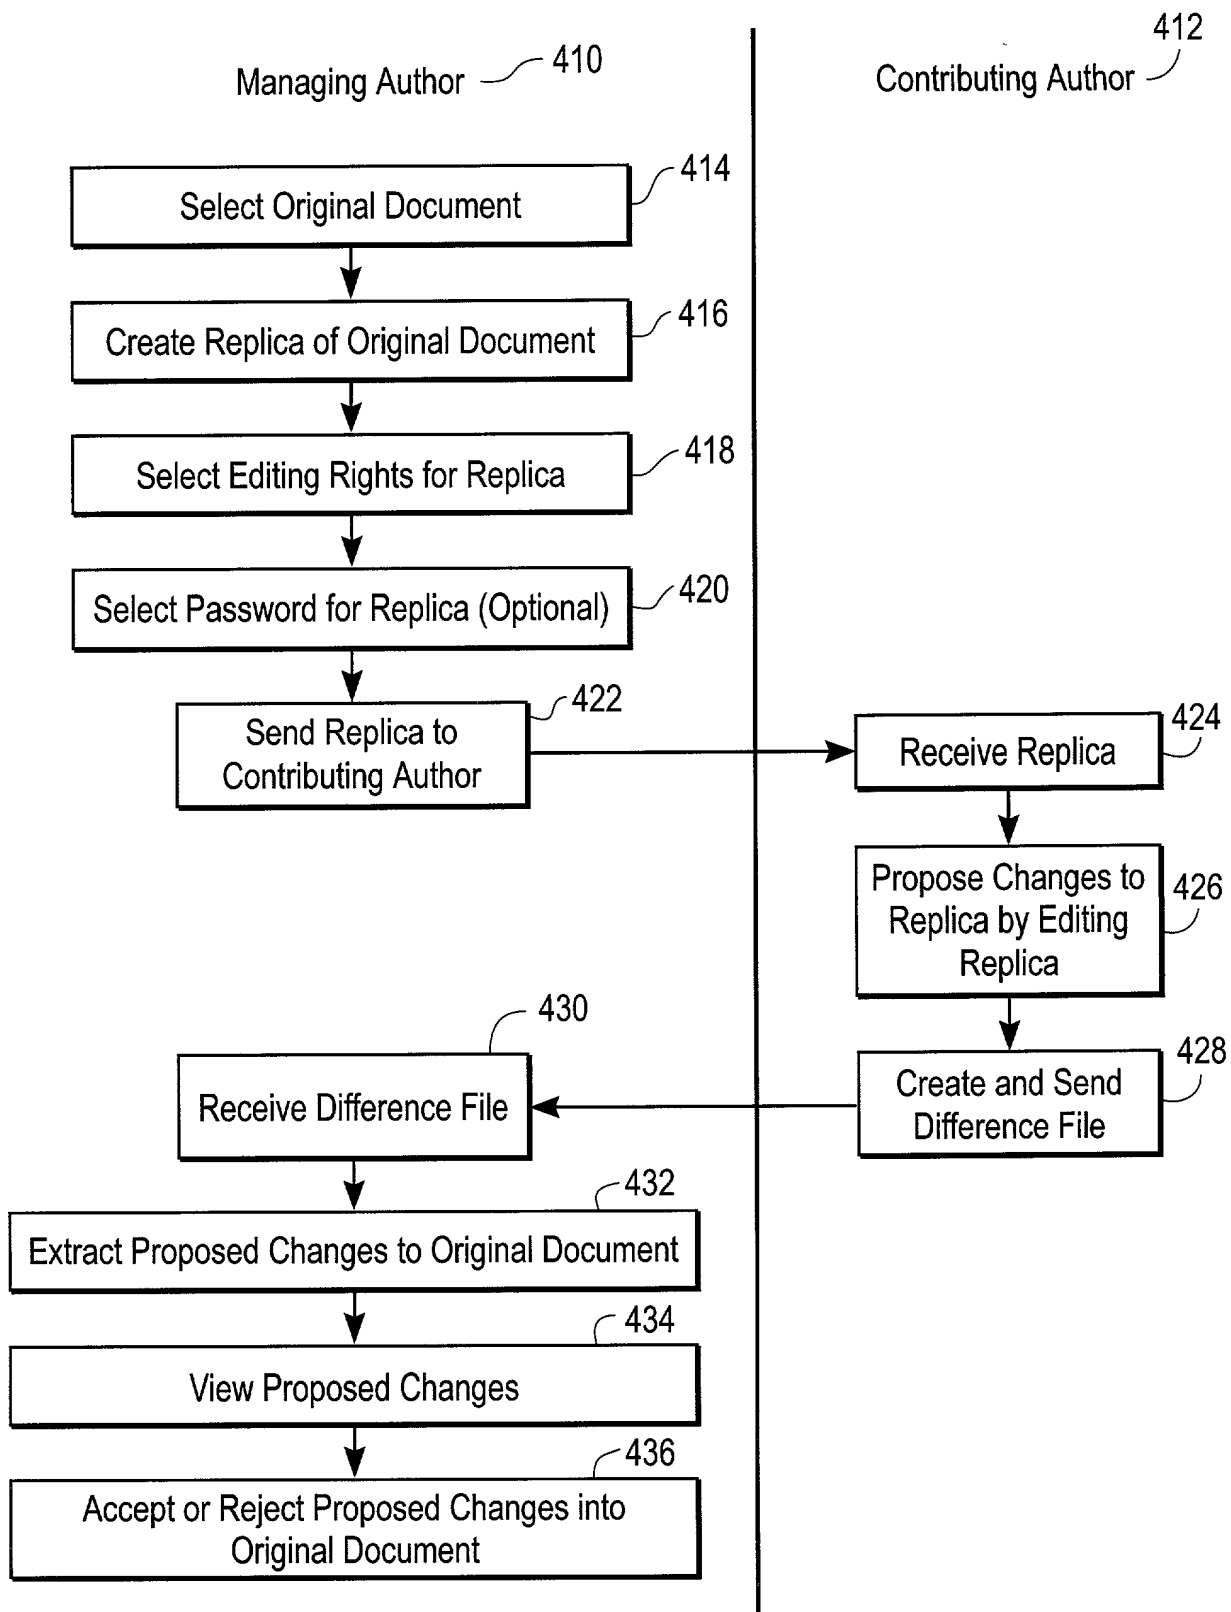 412
Managing Author
410
Contributing Author
414
Select Original Document
416
Create Replica of Original Document
418
Select Editing Rights for Replica
420
Select Password for Replica (Optional)
422
Send Replica to
Contributing Author
424
Receive Replica
426
Propose Changes to
Replica by Editing
Replica
428
Create and Send
Difference File
430
Receive Difference File
432
Extract Proposed Changes to Original Document
434
View Proposed Changes
436
Accept or Reject Proposed Changes into
Original Document